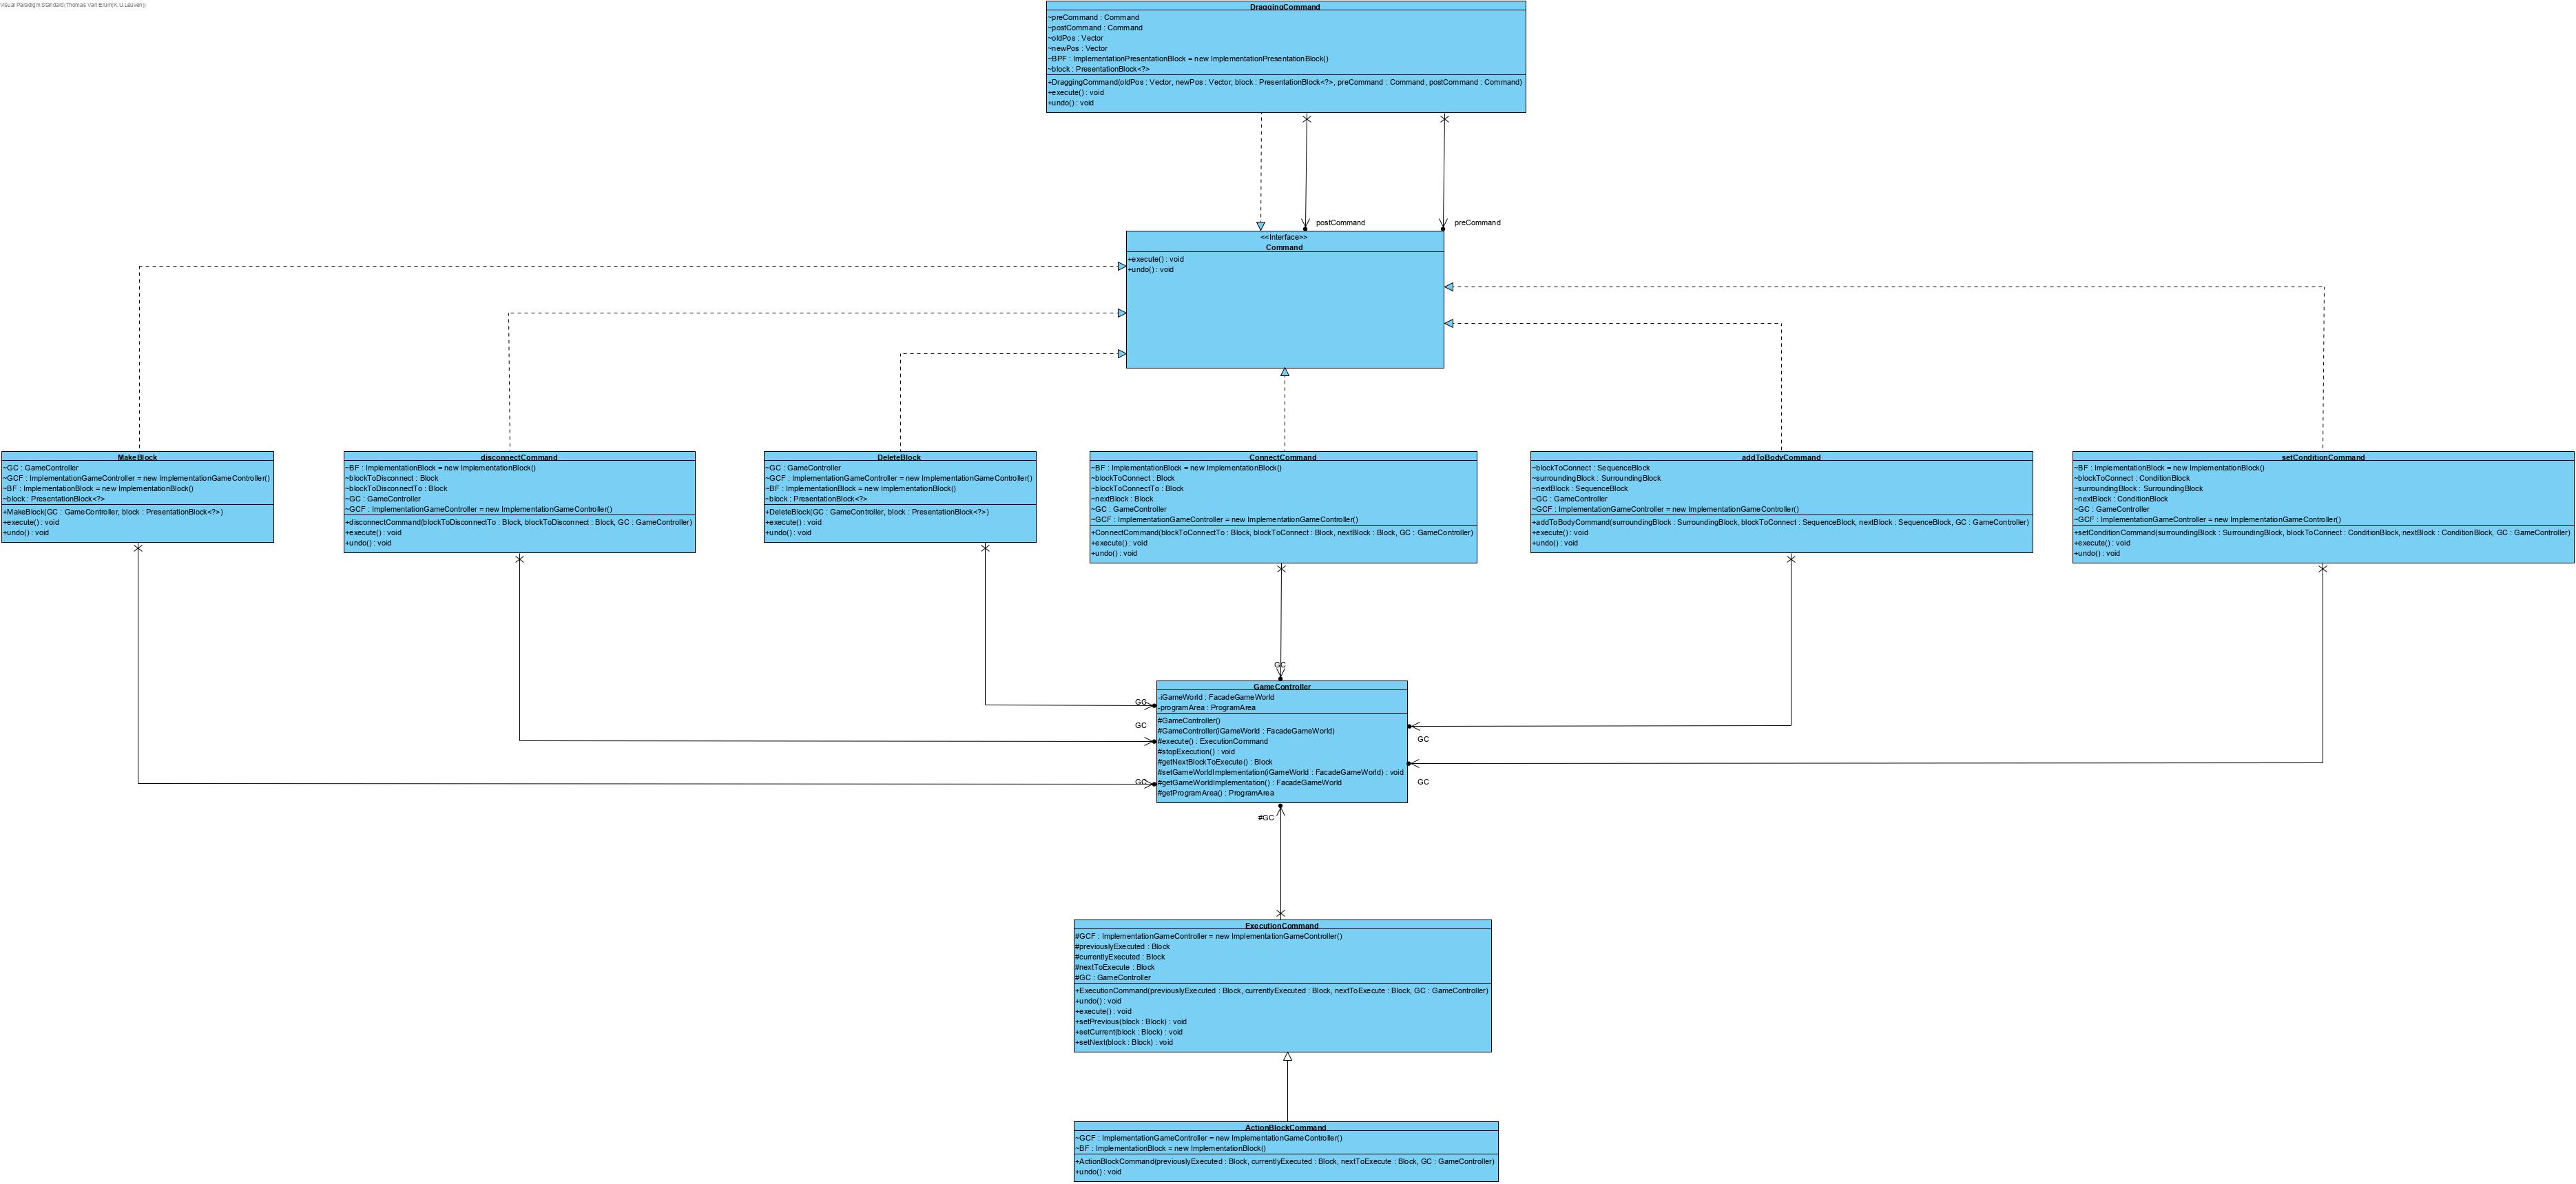 Visual Paradigm Standard(Thomas Van Erum(K.U.Leuven))
DraggingCommand
~preCommand : Command
~postCommand : Command
~oldPos : Vector
~newPos : Vector
~BPF : ImplementationPresentationBlock = new ImplementationPresentationBlock()
~block : PresentationBlock<?>
+DraggingCommand(oldPos : Vector, newPos : Vector, block : PresentationBlock<?>, preCommand : Command, postCommand : Command)
+execute() : void
+undo() : void
postCommand
preCommand
<<Interface>>
Command
+execute() : void
+undo() : void
MakeBlock
~GC : GameController
~GCF : ImplementationGameController = new ImplementationGameController()
~BF : ImplementationBlock = new ImplementationBlock()
~block : PresentationBlock<?>
+MakeBlock(GC : GameController, block : PresentationBlock<?>)
+execute() : void
+undo() : void
disconnectCommand
~BF : ImplementationBlock = new ImplementationBlock()
~blockToDisconnect : Block
~blockToDisconnectTo : Block
~GC : GameController
~GCF : ImplementationGameController = new ImplementationGameController()
+disconnectCommand(blockToDisconnectTo : Block, blockToDisconnect : Block, GC : GameController)
+execute() : void
+undo() : void
DeleteBlock
~GC : GameController
~GCF : ImplementationGameController = new ImplementationGameController()
~BF : ImplementationBlock = new ImplementationBlock()
~block : PresentationBlock<?>
+DeleteBlock(GC : GameController, block : PresentationBlock<?>)
+execute() : void
+undo() : void
ConnectCommand
~BF : ImplementationBlock = new ImplementationBlock()
~blockToConnect : Block
~blockToConnectTo : Block
~nextBlock : Block
~GC : GameController
~GCF : ImplementationGameController = new ImplementationGameController()
+ConnectCommand(blockToConnectTo : Block, blockToConnect : Block, nextBlock : Block, GC : GameController)
+execute() : void
+undo() : void
addToBodyCommand
~blockToConnect : SequenceBlock
~surroundingBlock : SurroundingBlock
~nextBlock : SequenceBlock
~GC : GameController
~GCF : ImplementationGameController = new ImplementationGameController()
+addToBodyCommand(surroundingBlock : SurroundingBlock, blockToConnect : SequenceBlock, nextBlock : SequenceBlock, GC : GameController)
+execute() : void
+undo() : void
setConditionCommand
~BF : ImplementationBlock = new ImplementationBlock()
~blockToConnect : ConditionBlock
~surroundingBlock : SurroundingBlock
~nextBlock : ConditionBlock
~GC : GameController
~GCF : ImplementationGameController = new ImplementationGameController()
+setConditionCommand(surroundingBlock : SurroundingBlock, blockToConnect : ConditionBlock, nextBlock : ConditionBlock, GC : GameController)
+execute() : void
+undo() : void
GC
GC
GC
GC
GC
GC
GameController
-iGameWorld : FacadeGameWorld
-programArea : ProgramArea
#GameController()
#GameController(iGameWorld : FacadeGameWorld)
#execute() : ExecutionCommand
#stopExecution() : void
#getNextBlockToExecute() : Block
#setGameWorldImplementation(iGameWorld : FacadeGameWorld) : void
#getGameWorldImplementation() : FacadeGameWorld
#getProgramArea() : ProgramArea
#GC
ExecutionCommand
#GCF : ImplementationGameController = new ImplementationGameController()
#previouslyExecuted : Block
#currentlyExecuted : Block
#nextToExecute : Block
#GC : GameController
+ExecutionCommand(previouslyExecuted : Block, currentlyExecuted : Block, nextToExecute : Block, GC : GameController)
+undo() : void
+execute() : void
+setPrevious(block : Block) : void
+setCurrent(block : Block) : void
+setNext(block : Block) : void
ActionBlockCommand
~GCF : ImplementationGameController = new ImplementationGameController()
~BF : ImplementationBlock = new ImplementationBlock()
+ActionBlockCommand(previouslyExecuted : Block, currentlyExecuted : Block, nextToExecute : Block, GC : GameController)
+undo() : void